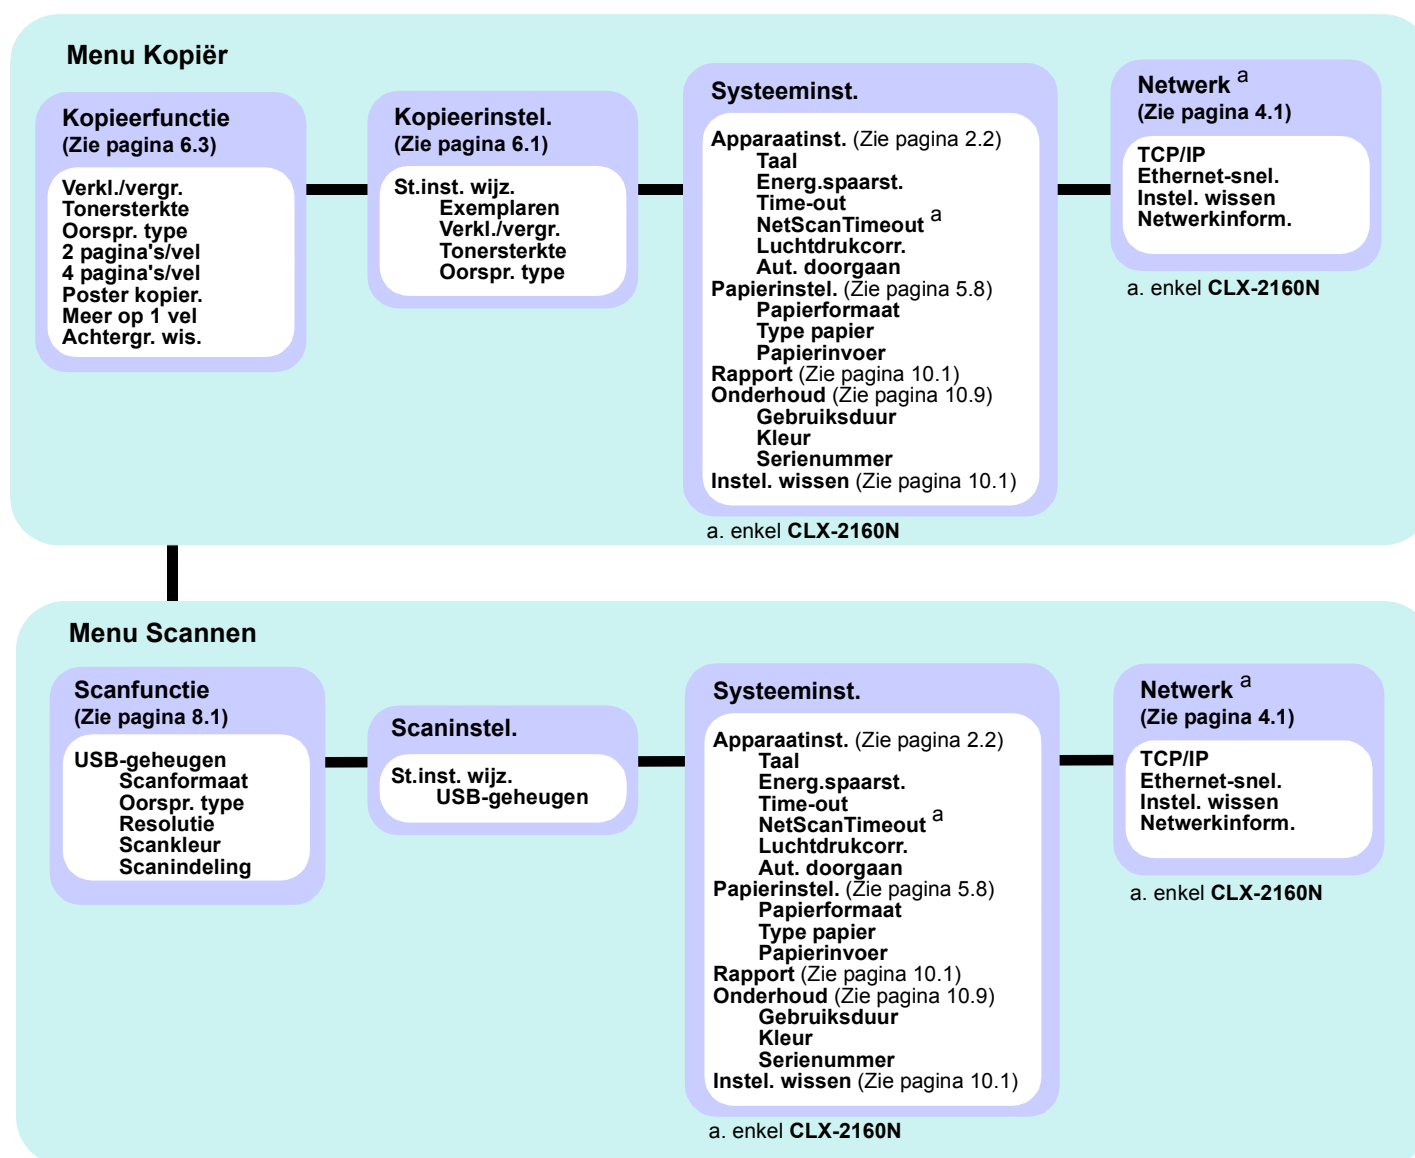 Menu Kopiër
Kopieerfunctie
(Zie pagina 6.3)
Verkl./vergr.
Tonersterkte
Oorspr. type
2 pagina's/vel
4 pagina's/vel
Poster kopier.
Meer op 1 vel
Achtergr. wis.
Kopieerinstel.
(Zie pagina 6.1)
St.inst. wijz.
Exemplaren
Verkl./vergr.
Tonersterkte
Oorspr. type
Systeeminst.
Apparaatinst. (Zie pagina 2.2)
Taal
Energ.spaarst.
Time-out
NetScanTimeout a
Luchtdrukcorr.
Aut. doorgaan
Papierinstel. (Zie pagina 5.8)
Papierformaat
Type papier
Papierinvoer
Rapport (Zie pagina 10.1)
Onderhoud (Zie pagina 10.9)
Gebruiksduur
Kleur
Serienummer
Instel. wissen (Zie pagina 10.1)
a. enkel CLX-2160N
Netwerk a
(Zie pagina 4.1)
TCP/IP
Ethernet-snel.
Instel. wissen
Netwerkinform.
a. enkel CLX-2160N
Menu Scannen
Scanfunctie
(Zie pagina 8.1)
USB-geheugen
Scanformaat
Oorspr. type
Resolutie
Scankleur
Scanindeling
Scaninstel.
St.inst. wijz.
USB-geheugen
Systeeminst.
Apparaatinst. (Zie pagina 2.2)
Taal
Energ.spaarst.
Time-out
NetScanTimeout a
Luchtdrukcorr.
Aut. doorgaan
Papierinstel. (Zie pagina 5.8)
Papierformaat
Type papier
Papierinvoer
Rapport (Zie pagina 10.1)
Onderhoud (Zie pagina 10.9)
Gebruiksduur
Kleur
Serienummer
Instel. wissen (Zie pagina 10.1)
a. enkel CLX-2160N
Netwerk a
(Zie pagina 4.1)
TCP/IP
Ethernet-snel.
Instel. wissen
Netwerkinform.
a. enkel CLX-2160N